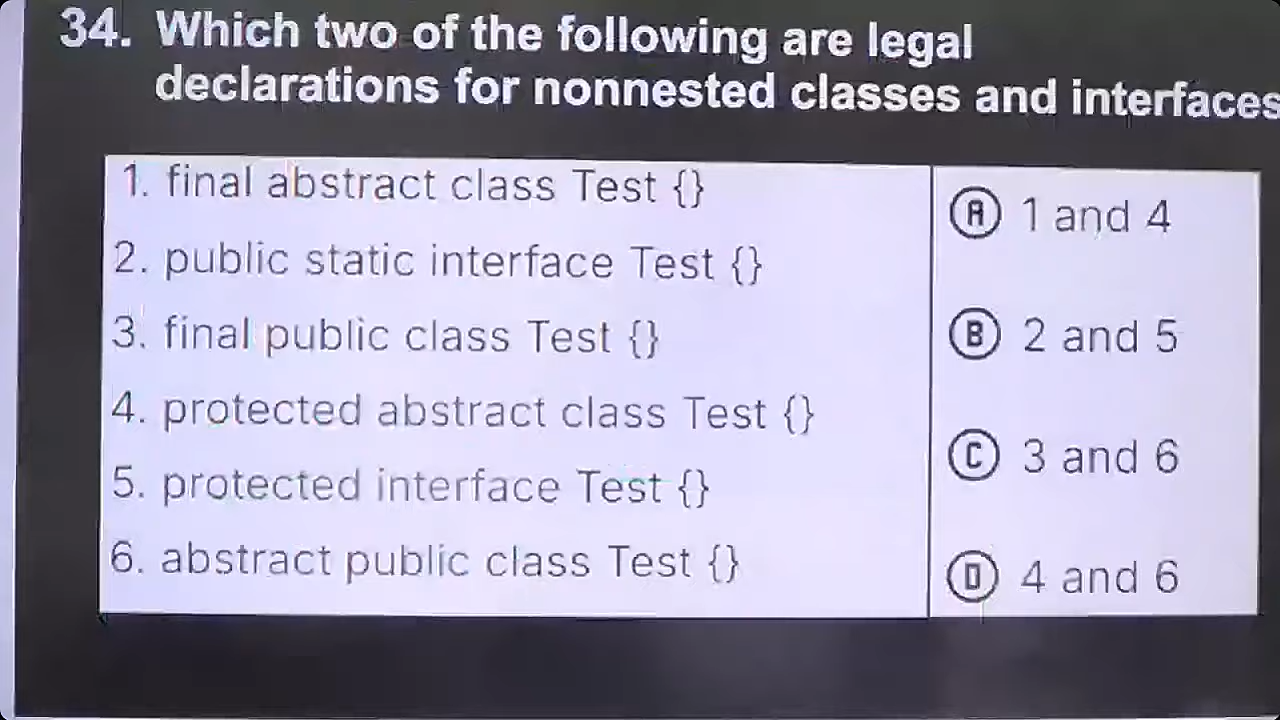 34. Which two of the following are legal
declarations for nonnested classes and interfaces
1. final abstract class Test {}
2. public static interface Test {}
3. final public class Test {}
4. protected abstract class Test {}
5. protected interface Test {}
6. abstract public class Test {}
A 1 and 4
B 2 and 5
C 3 and 6
D 4 and 6